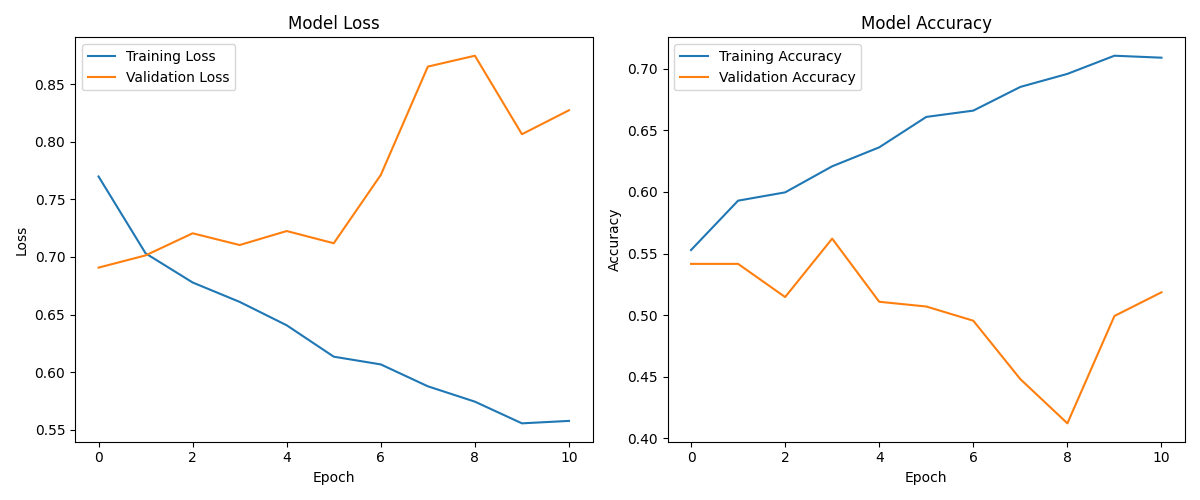 Model Loss
Training Loss
Validation Loss
0.85
0.80
0.75
0.70
0.65
0.60
0.55
Loss
0 2 4 6 8 10
Epoch
Model Accuracy
Training Accuracy
Validation Accuracy
0.70
0.65
0.60
0.55
0.50
0.45
0.40
Accuracy
0 2 4 6 8 10
Epoch